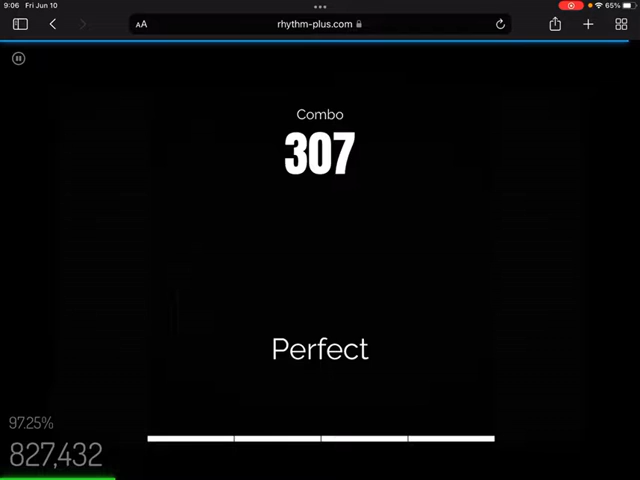 9:06 Fri Jun 10
65%
AA
rhythm-plus.com
Combo
307
Perfect
97.25%
827,432